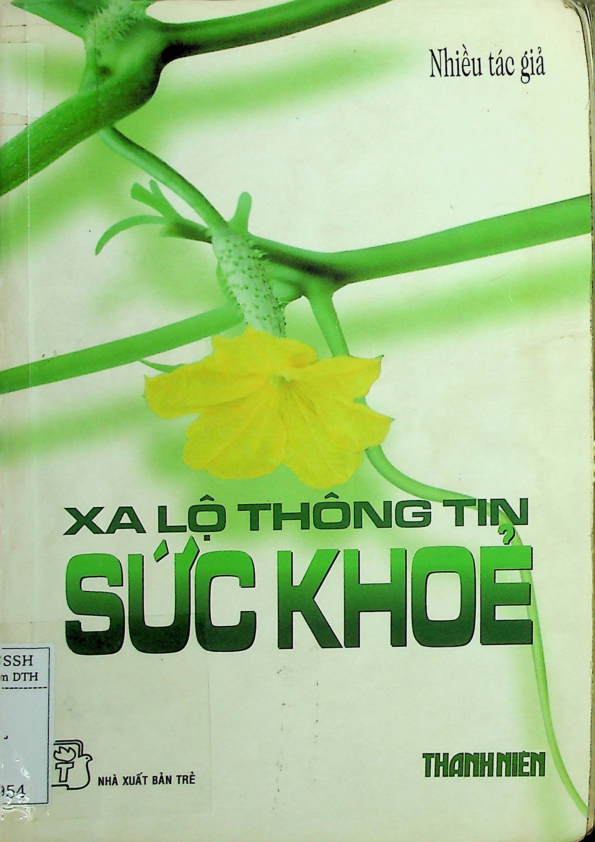 Nhiều tác giả
XA LỘ THÔNG TIN
SỨC KHOẺ
SSH
n DTH
954
T
NHÀ XUẤT BẢN TRẺ
THANH NIÊN